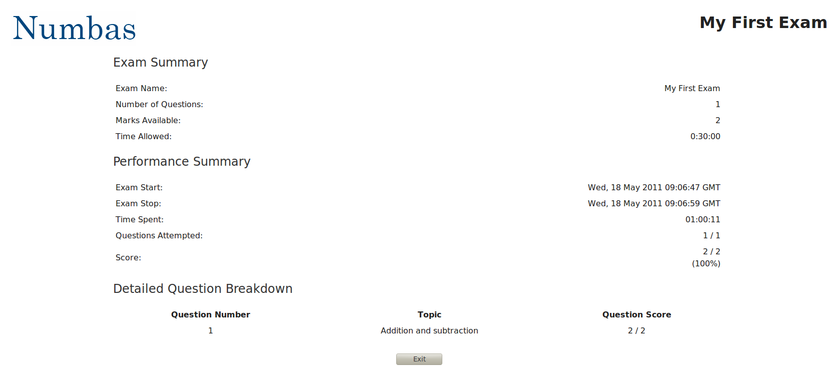 Numbas
My First Exam
Exam Summary
Exam Name: My First Exam
Number of Questions: 1
Marks Available: 2
Time Allowed: 0:30:00
Performance Summary
Exam Start: Wed, 18 May 2011 09:06:47 GMT
Exam Stop: Wed, 18 May 2011 09:06:59 GMT
Time Spent: 01:00:11
Questions Attempted: 1 / 1
Score: 2 / 2
(100%)
Detailed Question Breakdown
Question Number Topic Question Score
1 Addition and subtraction 2 / 2
Exit